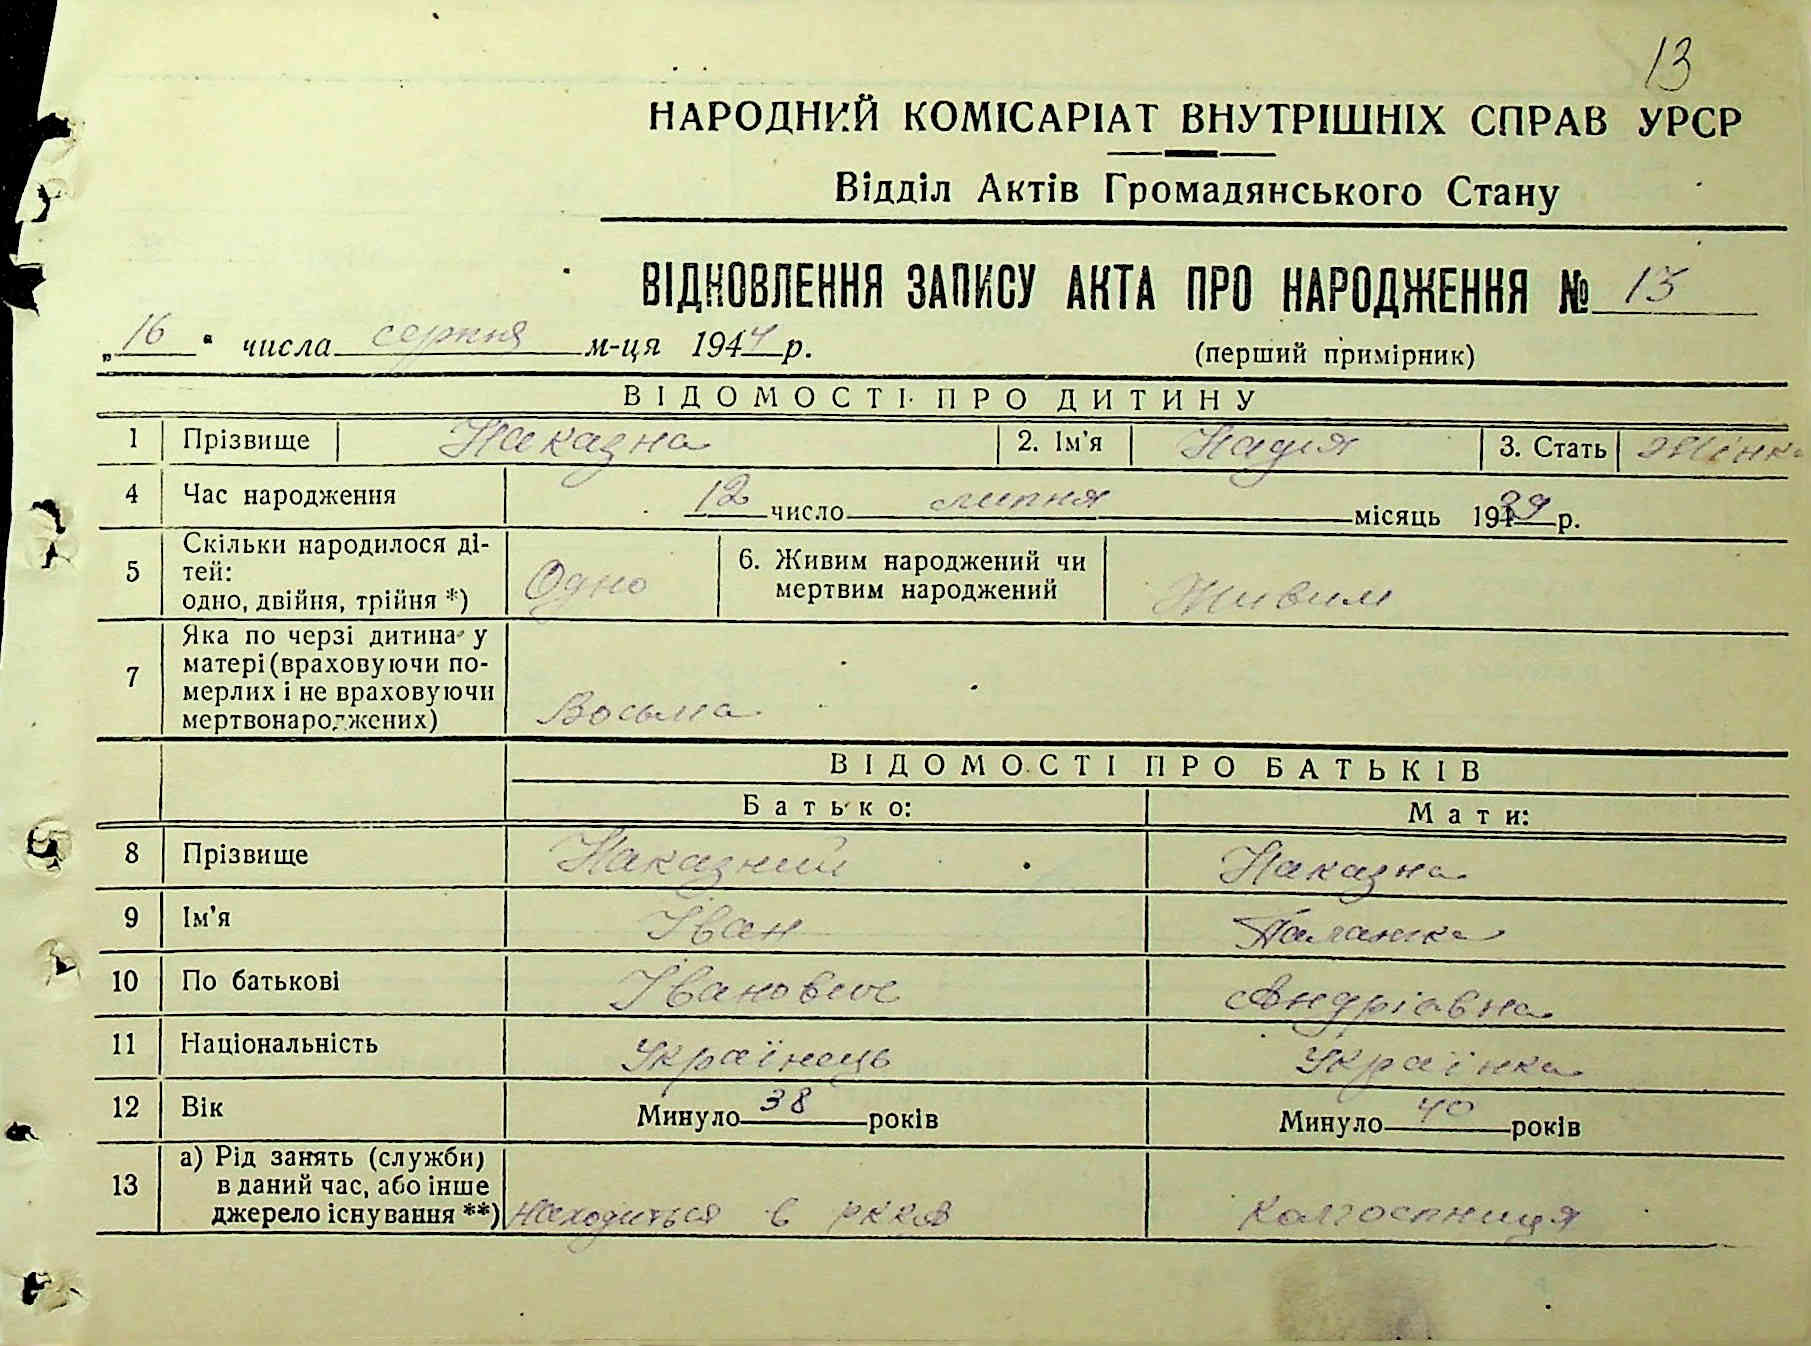 13
НАРОДНИЙ КОМІСАРІАТ ВНУТРІШНІХ СПРАВ УРСР
Відділ Актів Громадянського Стану
ВІДНОВЛЕННЯ ЗАПИСУ АКТА ПРО НАРОДЖЕННЯ № 13
„16“ числа серпня м-ця 1944 р.
(перший примірник)
ВІДОМОСТІ ПРО ДИТИНУ
1 Прізвище Наказна 2. Ім'я Надія 3. Стать Жінк
4 Час народження 12 число липня місяць 1939 р.
5 Скільки народилося ді-
тей:
одно, двійня, трійня *) Одно
6. Живим народжений чи
мертвим народжений Живим
7 Яка по черзі дитина у
матері (враховуючи по-
мерлих і не враховуючи
мертвонароджених) Восьма
ВІДОМОСТІ ПРО БАТЬКІВ
Батько: Мати:
8 Прізвище Наказний Наказна
9 Ім'я Іван Палажка
10 По батькові Іванович Андріавна
11 Національність Українець Українка
12 Вік Минуло 38 років Минуло 40 років
13 а) Рід занять (служби)
в даний час, або інше
джерело існування **) Находиться в РККА Колгоспниця